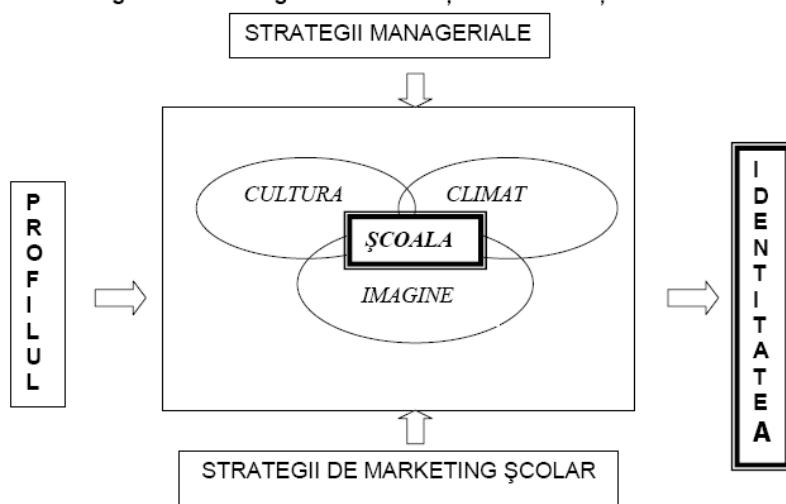 STRATEGII MANAGERIALE
CULTURA
CLIMAT
ŞCOALA
IMAGINE
PROFILUL
IDENTITATEA
STRATEGII DE MARKETING ŞCOLAR